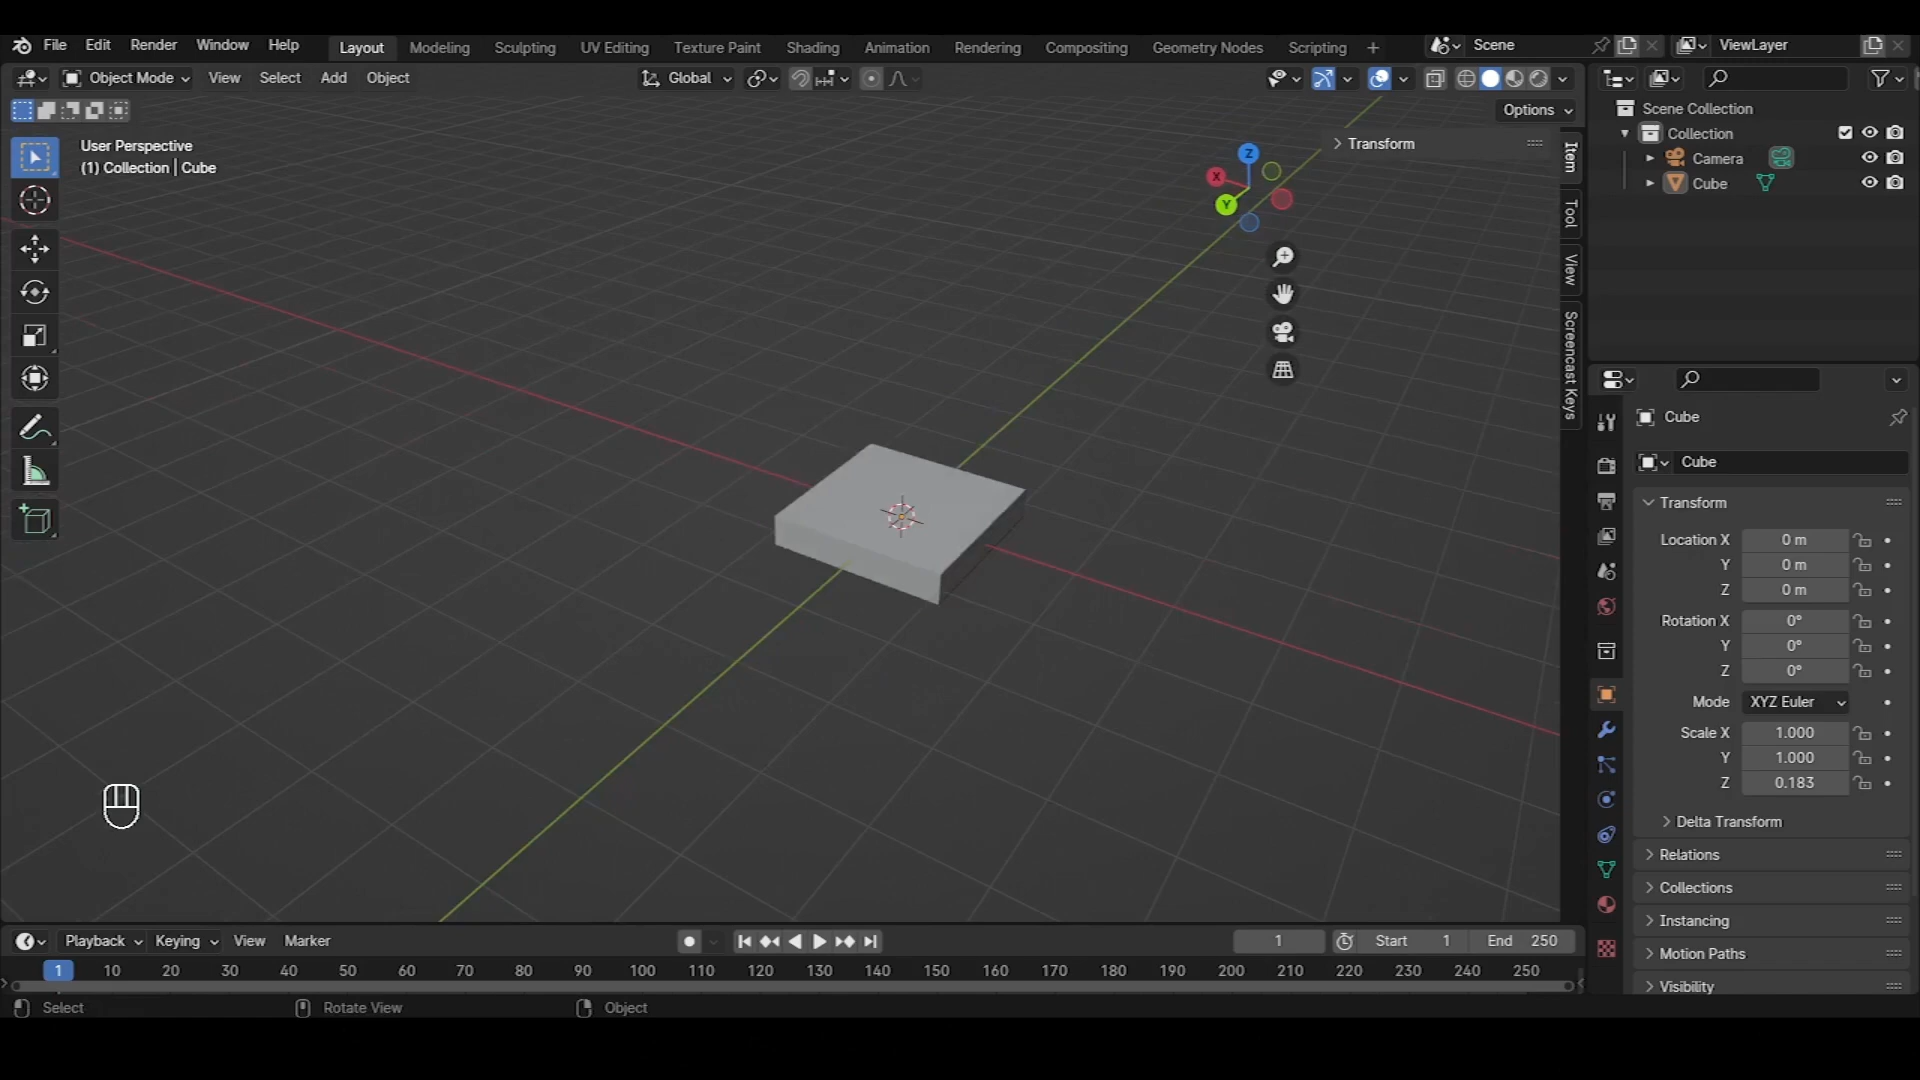 File Edit Render Window Help Layout Modeling Sculpting UV Editing Texture Paint Shading Animation Rendering Compositing Geometry Nodes Scripting + Scene ViewLayer
Object Mode View Select Add Object Global
Options
User Perspective
(1) Collection | Cube
Z
X
Y
Transform
Item
Tool
View
Screencast Keys
Scene Collection
Collection
Camera
Cube
Cube
Cube
Transform
Location X 0 m
Y 0 m
Z 0 m
Rotation X 0°
Y 0°
Z 0°
Mode XYZ Euler
Scale X 1.000
Y 1.000
Z 0.183
Delta Transform
Relations
Collections
Instancing
Motion Paths
Visibility
Playback Keying View Marker 1 Start 1 End 250
1 10 20 30 40 50 60 70 80 90 100 110 120 130 140 150 160 170 180 190 200 210 220 230 240 250
Select Rotate View Object